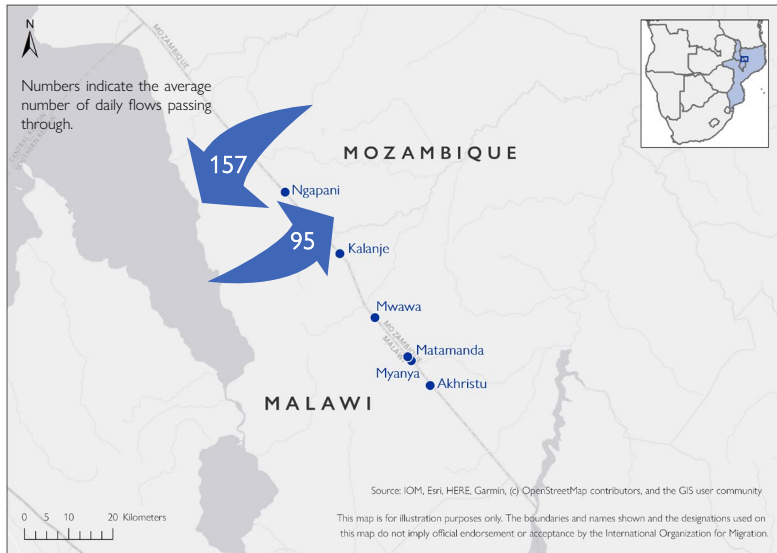 N
MOZAMBIQUE
Numbers indicate the average
number of daily flows passing
through.
157
MOZAMBIQUE
Ngapani
95
Kalanje
Mwawa
MOZAMBIQUE
MALAWI
Matamanda
Myanya
Akhristu
MALAWI
Source: IOM, Esri, HERE, Garmin, (c) OpenStreetMap contributors, and the GIS user community
0 5 10 20 Kilometers
This map is for illustration purposes only. The boundaries and names shown and the designations used on
this map do not imply official endorsement or acceptance by the International Organization for Migration.